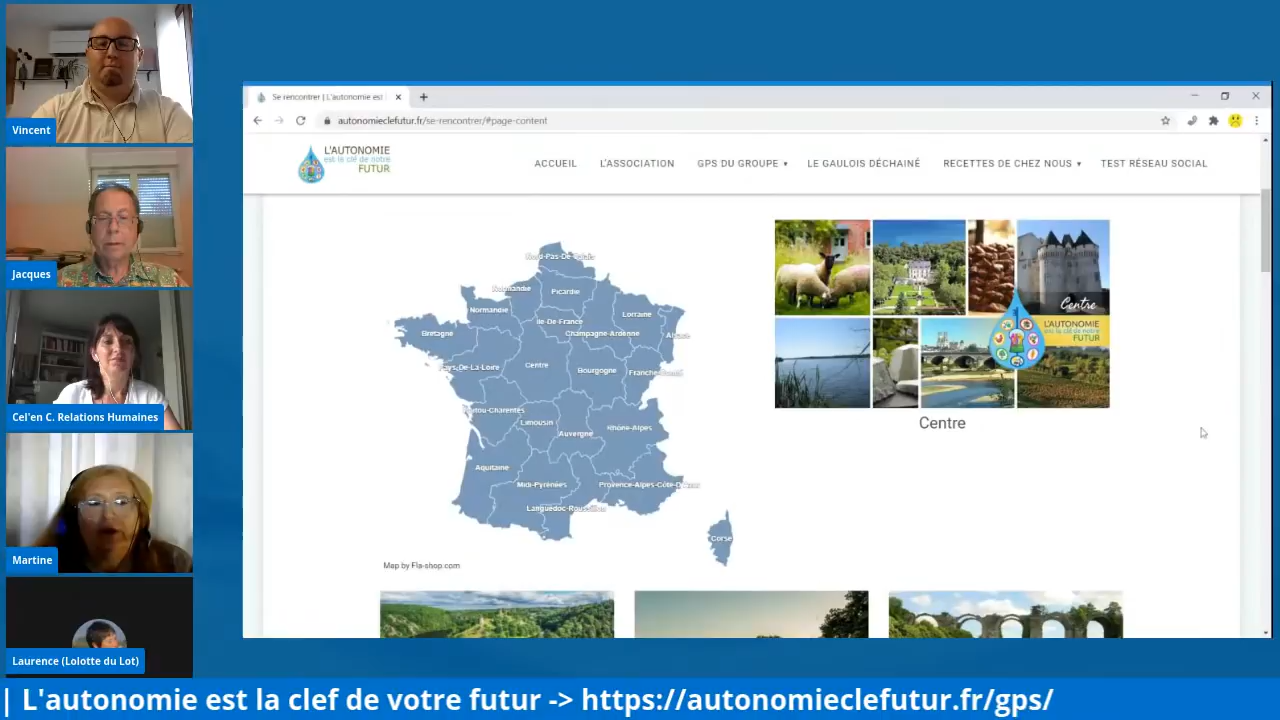 Vincent
Jacques
Cel'en C. Relations Humaines
Martine
Laurence (Lolotte du Lot)
Se rencontrer | L'autonomie est
autonomieclefutur.fr/se-rencontrer/#page-content
L'AUTONOMIE
est la clé de notre
FUTUR
ACCUEIL
L'ASSOCIATION
GPS DU GROUPE
LE GAULOIS DÉCHAINÉ
RECETTES DE CHEZ NOUS
TEST RÉSEAU SOCIAL
Nord-Pas-De-Calais
Normandie
Picardie
Normandie
Lorraine
Ile-De-France
Champagne-Ardenne
Alsace
Bretagne
Pays-De-La-Loire
Centre
Bourgogne
Franche-Comté
Poitou-Charentes
Limousin
Auvergne
Rhône-Alpes
Aquitaine
Midi-Pyrénées
Provence-Alpes-Côte-D'Azur
Languedoc-Roussillon
Corse
Map by Fla-shop.com
Centre
L'AUTONOMIE
est la clé de notre
FUTUR
Centre
| L'autonomie est la clef de votre futur -> https://autonomieclefutur.fr/gps/